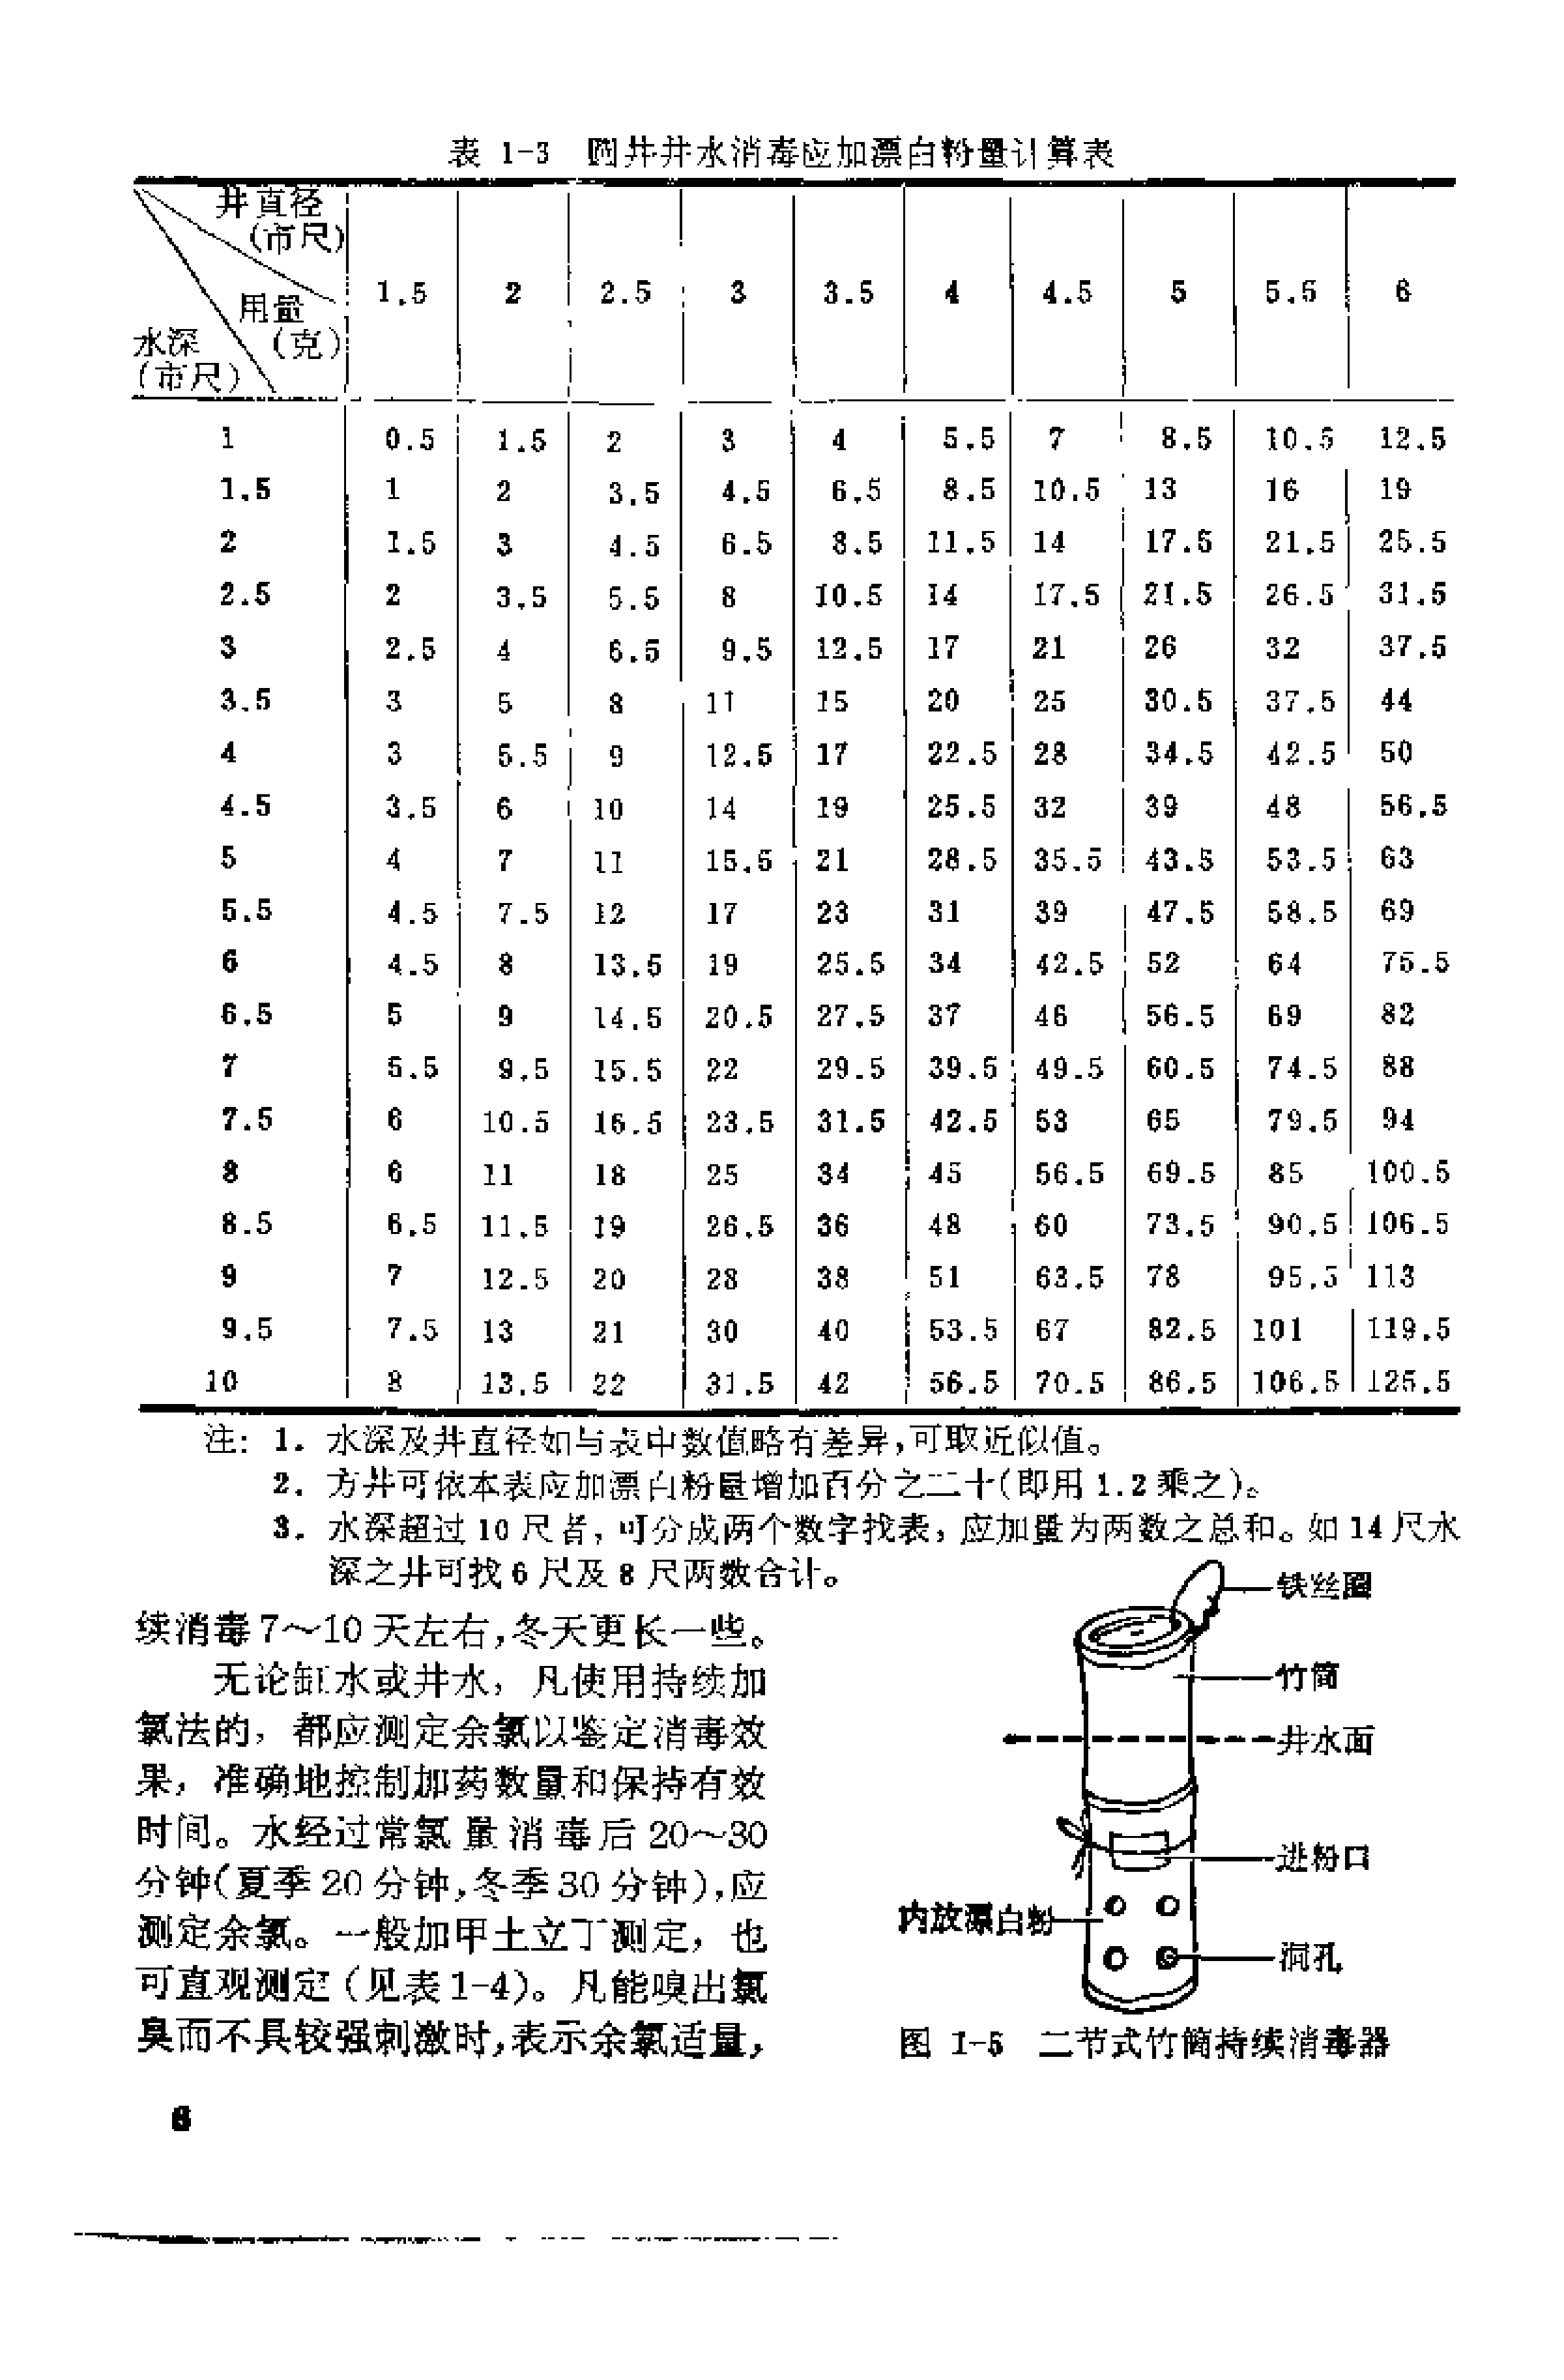 表 1-3 圆井井水消毒应加漂白粉量计算表
井直径
(市尺)
用量
(克)
水深
(市尺)
1.5 2 2.5 3 3.5 4 4.5 5 5.5 6
1 0.5 1.5 2 3 4 5.5 7 8.5 10.5 12.5
1.5 1 2 3.5 4.5 6.5 8.5 10.5 13 16 19
2 1.5 3 4.5 6.5 8.5 11.5 14 17.5 21.5 25.5
2.5 2 3.5 5.5 8 10.5 14 17.5 21.5 26.5 31.5
3 2.5 4 6.5 9.5 12.5 17 21 26 32 37.5
3.5 3 5 8 11 15 20 25 30.5 37.5 44
4 3 5.5 9 12.5 17 22.5 28 34.5 42.5 50
4.5 3.5 6 10 14 19 25.5 32 39 48 56.5
5 4 7 11 15.5 21 28.5 35.5 43.5 53.5 63
5.5 4.5 7.5 12 17 23 31 39 47.5 58.5 69
6 4.5 8 13.5 19 25.5 34 42.5 52 64 75.5
6.5 5 9 14.5 20.5 27.5 37 46 56.5 69 82
7 5.5 9.5 15.5 22 29.5 39.5 49.5 60.5 74.5 88
7.5 6 10.5 16.5 23.5 31.5 42.5 53 65 79.5 94
8 6 11 18 25 34 45 56.5 69.5 85 100.5
8.5 6.5 11.5 19 26.5 36 48 60 73.5 90.5 106.5
9 7 12.5 20 28 38 51 63.5 78 95.5 113
9.5 7.5 13 21 30 40 53.5 67 82.5 101 119.5
10 8 13.5 22 31.5 42 56.5 70.5 86.5 106.5 125.5
注: 1. 水深及井直径如与表中数值略有差异,可取近似值。
2. 方井可依本表应加漂白粉量增加百分之二十(即用 1.2 乘之)。
3. 水深超过 10 尺者, 可分成两个数字找表, 应加量为两数之总和。如 14 尺水
深之井可找 6 尺及 8 尺两数合计。
续消毒 7～10 天左右,冬天更长一些。
无论缸水或井水, 凡使用持续加
氯法的, 都应测定余氯以鉴定消毒效
果, 准确地控制加药数量和保持有效
时间。水经过常氯量消毒后 20～30
分钟(夏季 20 分钟,冬季 30 分钟),应
测定余氯。一般加甲土立丁测定, 也
可直观测定 (见表 1-4)。凡能嗅出氯
臭而不具较强刺激时,表示余氯适量,
铁丝圈
竹筒
井水面
进粉口
内放漂白粉
洞孔
图 1-5 二节式竹筒持续消毒器
6